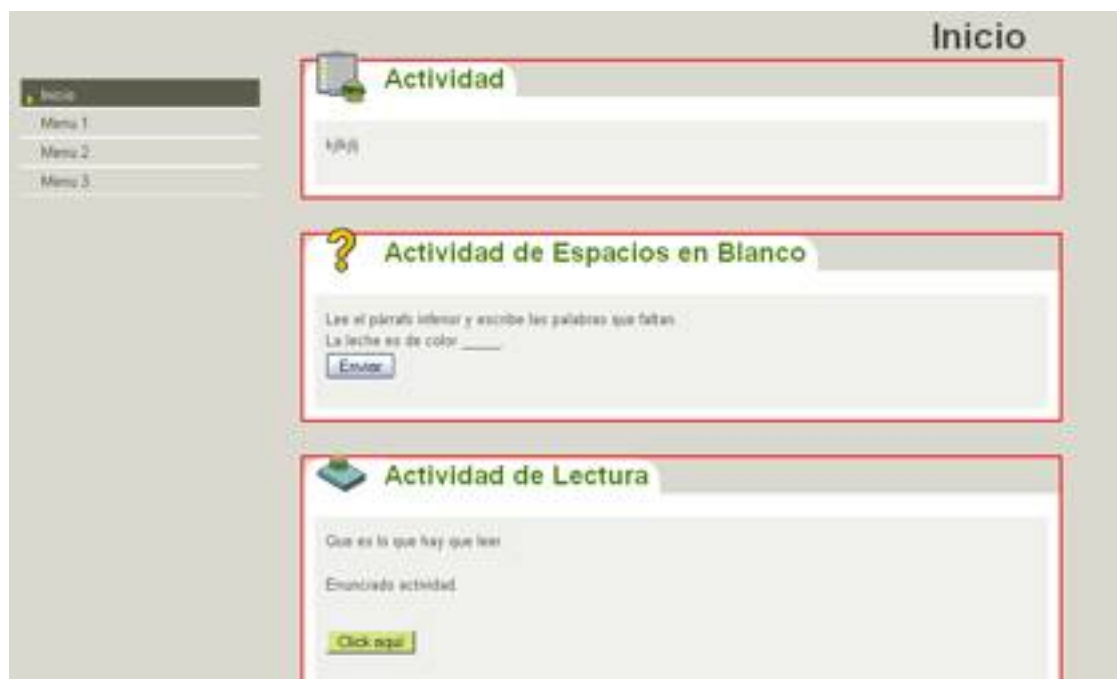 Inicio
Inicio
Menu 1
Menu 2
Menu 3
Actividad
Actividad de Espacios en Blanco
Lee el párrafo inferior y escribe las palabras que faltan.
La leche es de color _____
Enviar
Actividad de Lectura
Que es lo que hay que leer
Enunciado actividad.
Click aquí